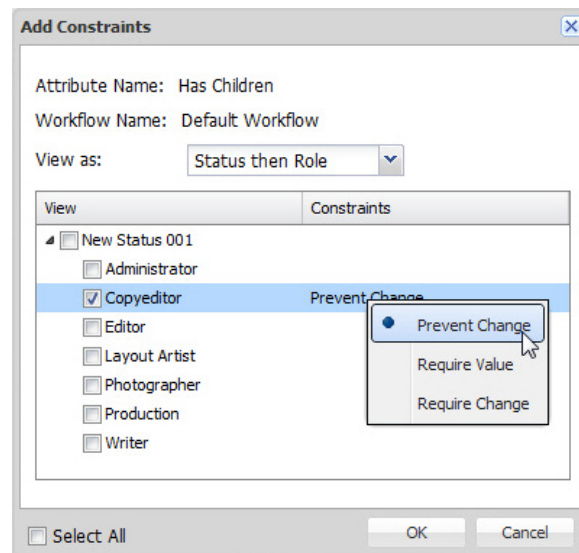 Add Constraints
Attribute Name: Has Children
Workflow Name: Default Workflow
View as: Status then Role
View Constraints
New Status 001
Administrator
Copyeditor Prevent Change
Editor
Prevent Change
Layout Artist
Require Value
Photographer
Require Change
Production
Writer
Select All OK Cancel